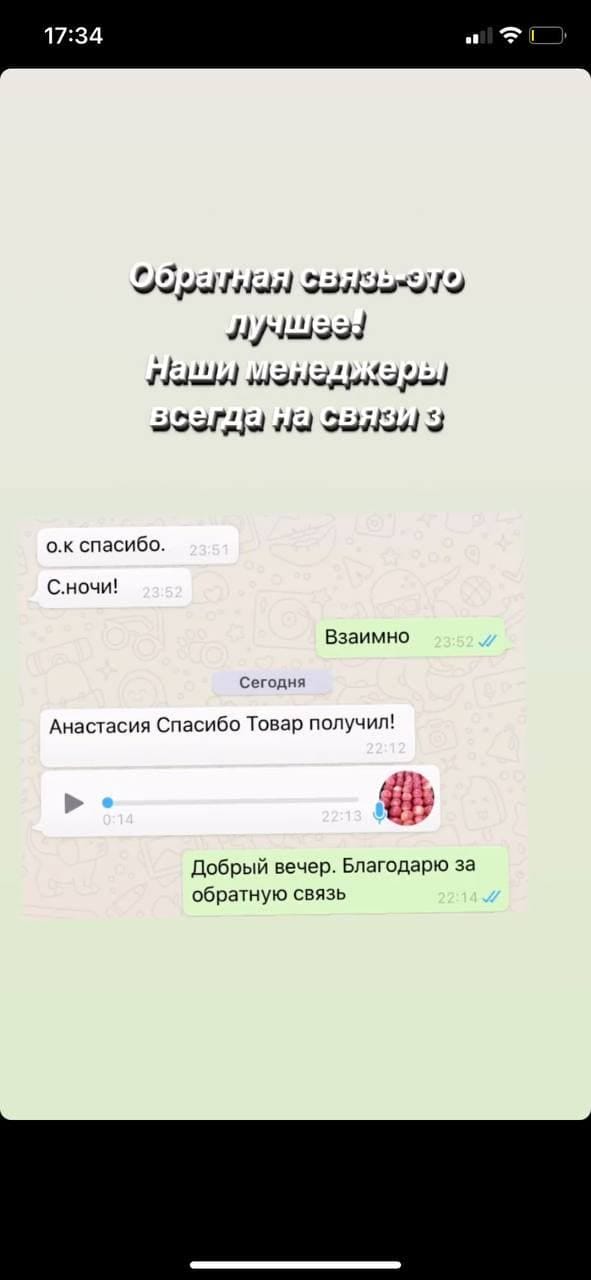 17:34
Обратная связь-это
лучшее!
Наши менеджеры
всегда на связи з
о.к спасибо. 23:51
С.ночи! 23:52
Взаимно 23:52
Сегодня
Анастасия Спасибо Товар получил!
22:12
0:14 22:13
Добрый вечер. Благодарю за
обратную связь 22:14